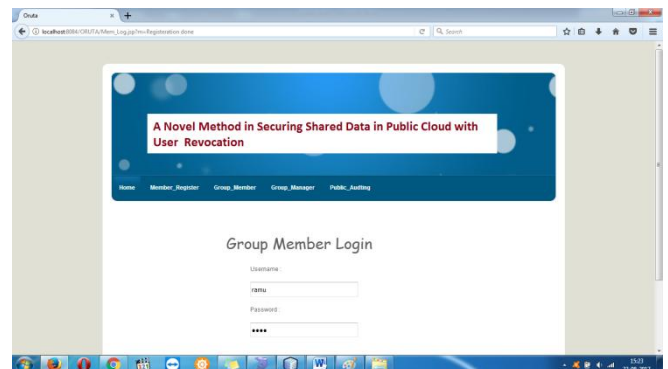 Oruta
localhost:8084/ORUTA/Mem_Log.jsp?m=Registeration done
Search
A Novel Method in Securing Shared Data in Public Cloud with
User Revocation
Home Member_Register Group_Member Group_Manager Public_Auditing
Group Member Login
Username :
ramu
Password :
15:23